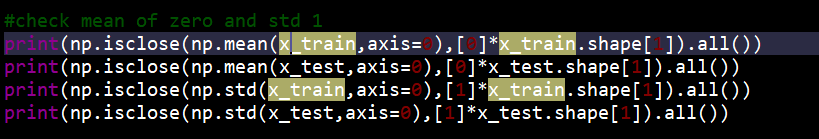 #check mean of zero and std 1
print(np.isclose(np.mean(x_train,axis=0),[0]*x_train.shape[1]).all())
print(np.isclose(np.mean(x_test,axis=0),[0]*x_test.shape[1]).all())
print(np.isclose(np.std(x_train,axis=0),[1]*x_train.shape[1]).all())
print(np.isclose(np.std(x_test,axis=0),[1]*x_test.shape[1]).all())